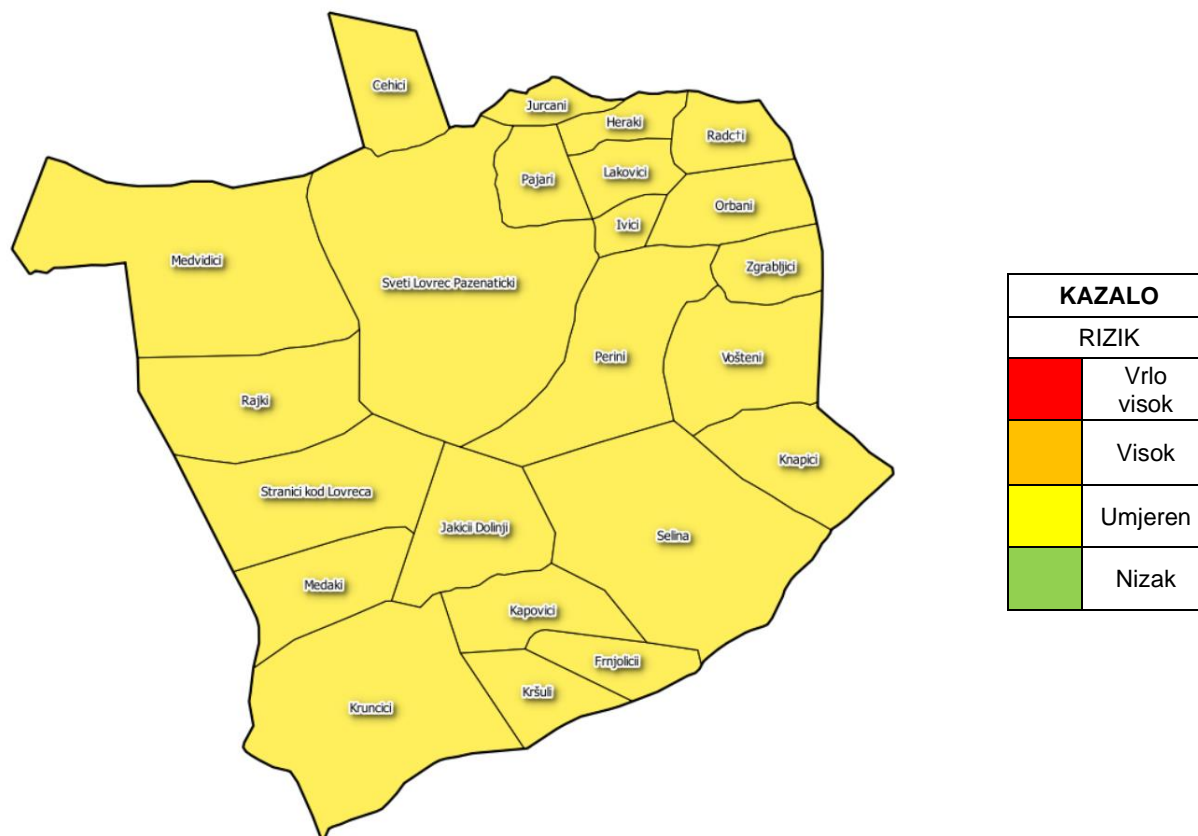 Cehici
Jurcani
Heraki
Radc†i
Pajari
Lakovici
Orbani
Ivici
Medvidici
Zgrabljici
Sveti Lovrec Pazenaticki
Perini
Vošteni
Rajki
Knapici
Stranici kod Lovreca
Jakicii Dolinji
Selina
Medaki
Kapovici
Frnjolicii
Kršuli
Kruncici
KAZALO
RIZIK
Vrlo
visok
Visok
Umjeren
Nizak